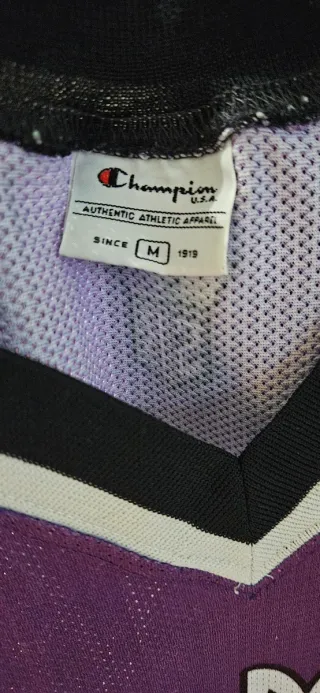 Champion
U.S.A.
AUTHENTIC ATHLETIC APPAREL
SINCE M 1919